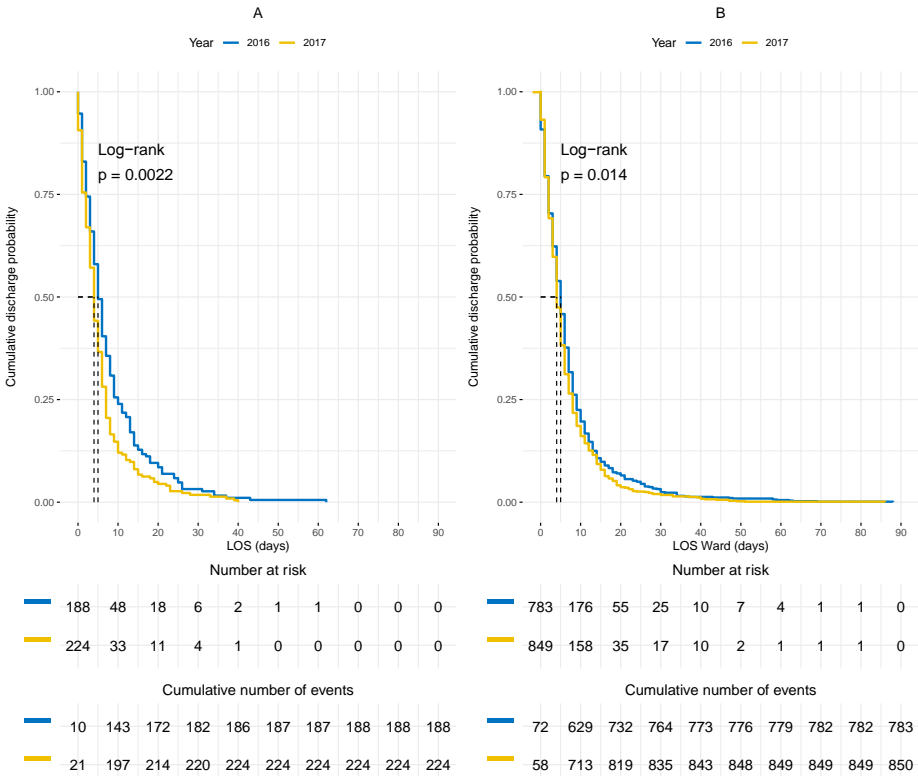 A
Year 2016 2017
Cumulative discharge probability
1.00
0.75
0.50
0.25
0.00
Log−rank
p = 0.0022
0 10 20 30 40 50 60 70 80 90
LOS (days)
Number at risk
188 48 18 6 2 1 1 0 0 0
224 33 11 4 1 0 0 0 0 0
Cumulative number of events
10 143 172 182 186 187 187 188 188 188
21 197 214 220 224 224 224 224 224 224
B
Year 2016 2017
Cumulative discharge probability
1.00
0.75
0.50
0.25
0.00
Log−rank
p = 0.014
0 10 20 30 40 50 60 70 80 90
LOS Ward (days)
Number at risk
783 176 55 25 10 7 4 1 1 0
849 158 35 17 10 2 1 1 1 0
Cumulative number of events
72 629 732 764 773 776 779 782 782 783
58 713 819 835 843 848 849 849 849 850